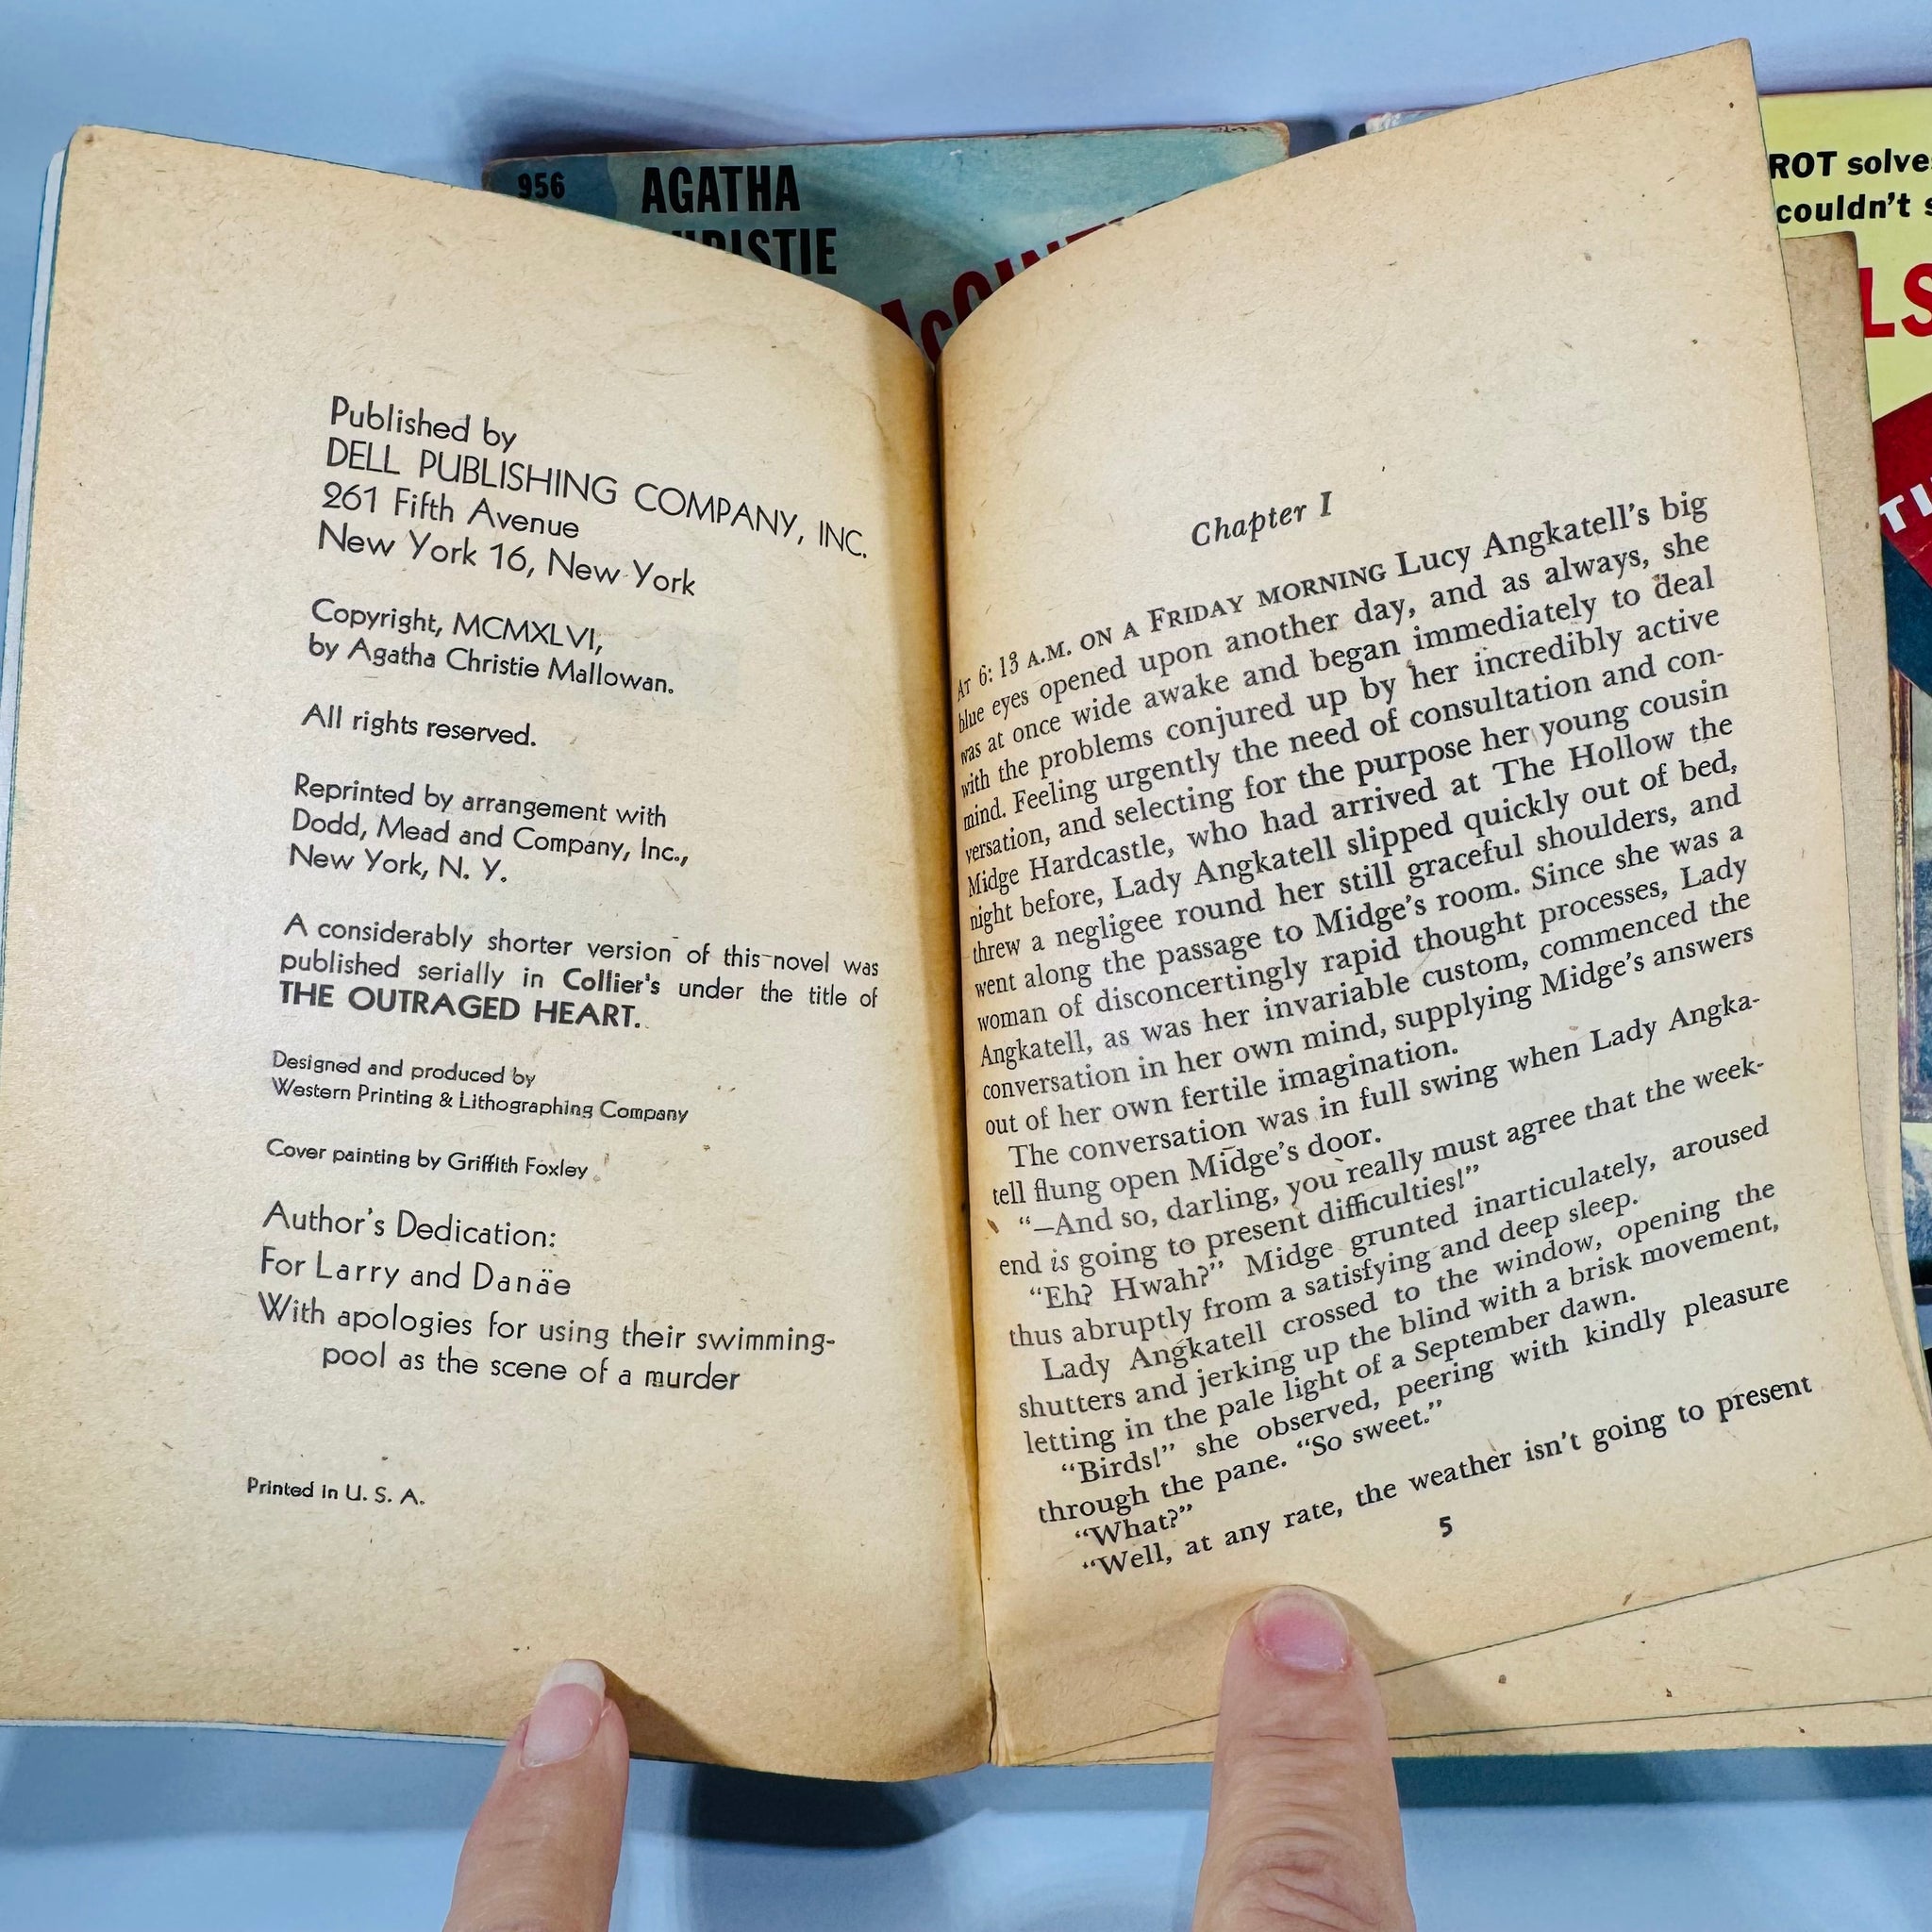 956
AGATHA
ROT solve
couldn't s
LS
Published by
DELL PUBLISHING COMPANY, INC.
261 Fifth Avenue
New York 16, New York
Copyright, MCMXLVI,
by Agatha Christie Mallowan.
All rights reserved.
Reprinted by arrangement with
Dodd, Mead and Company, Inc.,
New York, N. Y.
A considerably shorter version of this novel was
published serially in Collier's under the title of
THE OUTRAGED HEART.
Designed and produced by
Western Printing & Lithographing Company
Cover painting by Griffith Foxley
Author's Dedication:
For Larry and Danäe
With apologies for using their swimming-
pool as the scene of a murder
Printed in U. S. A.
Chapter I
At 6:13 A.M. ON A FRIDAY MORNING Lucy Angkatell's big
blue eyes opened upon another day, and as always, she
was at once wide awake and began immediately to deal
with the problems conjured up by her incredibly active
mind. Feeling urgently the need of consultation and con-
versation, and selecting for the purpose her young cousin
Midge Hardcastle, who had arrived at The Hollow the
night before, Lady Angkatell slipped quickly out of bed,
threw a negligee round her still graceful shoulders, and
went along the passage to Midge's room. Since she was a
woman of disconcertingly rapid thought processes, Lady
Angkatell, as was her invariable custom, commenced the
conversation in her own mind, supplying Midge's answers
out of her own fertile imagination.
The conversation was in full swing when Lady Angka-
tell flung open Midge's door.
"—And so, darling, you really must agree that the week-
end is going to present difficulties!"
"Eh? Hwah?" Midge grunted inarticulately, aroused
thus abruptly from a satisfying and deep sleep.
Lady Angkatell crossed to the window, opening the
shutters and jerking up the blind with a brisk movement,
letting in the pale light of a September dawn.
"Birds!" she observed, peering with kindly pleasure
through the pane. "So sweet."
"What?"
"Well, at any rate, the weather isn't going to present
5